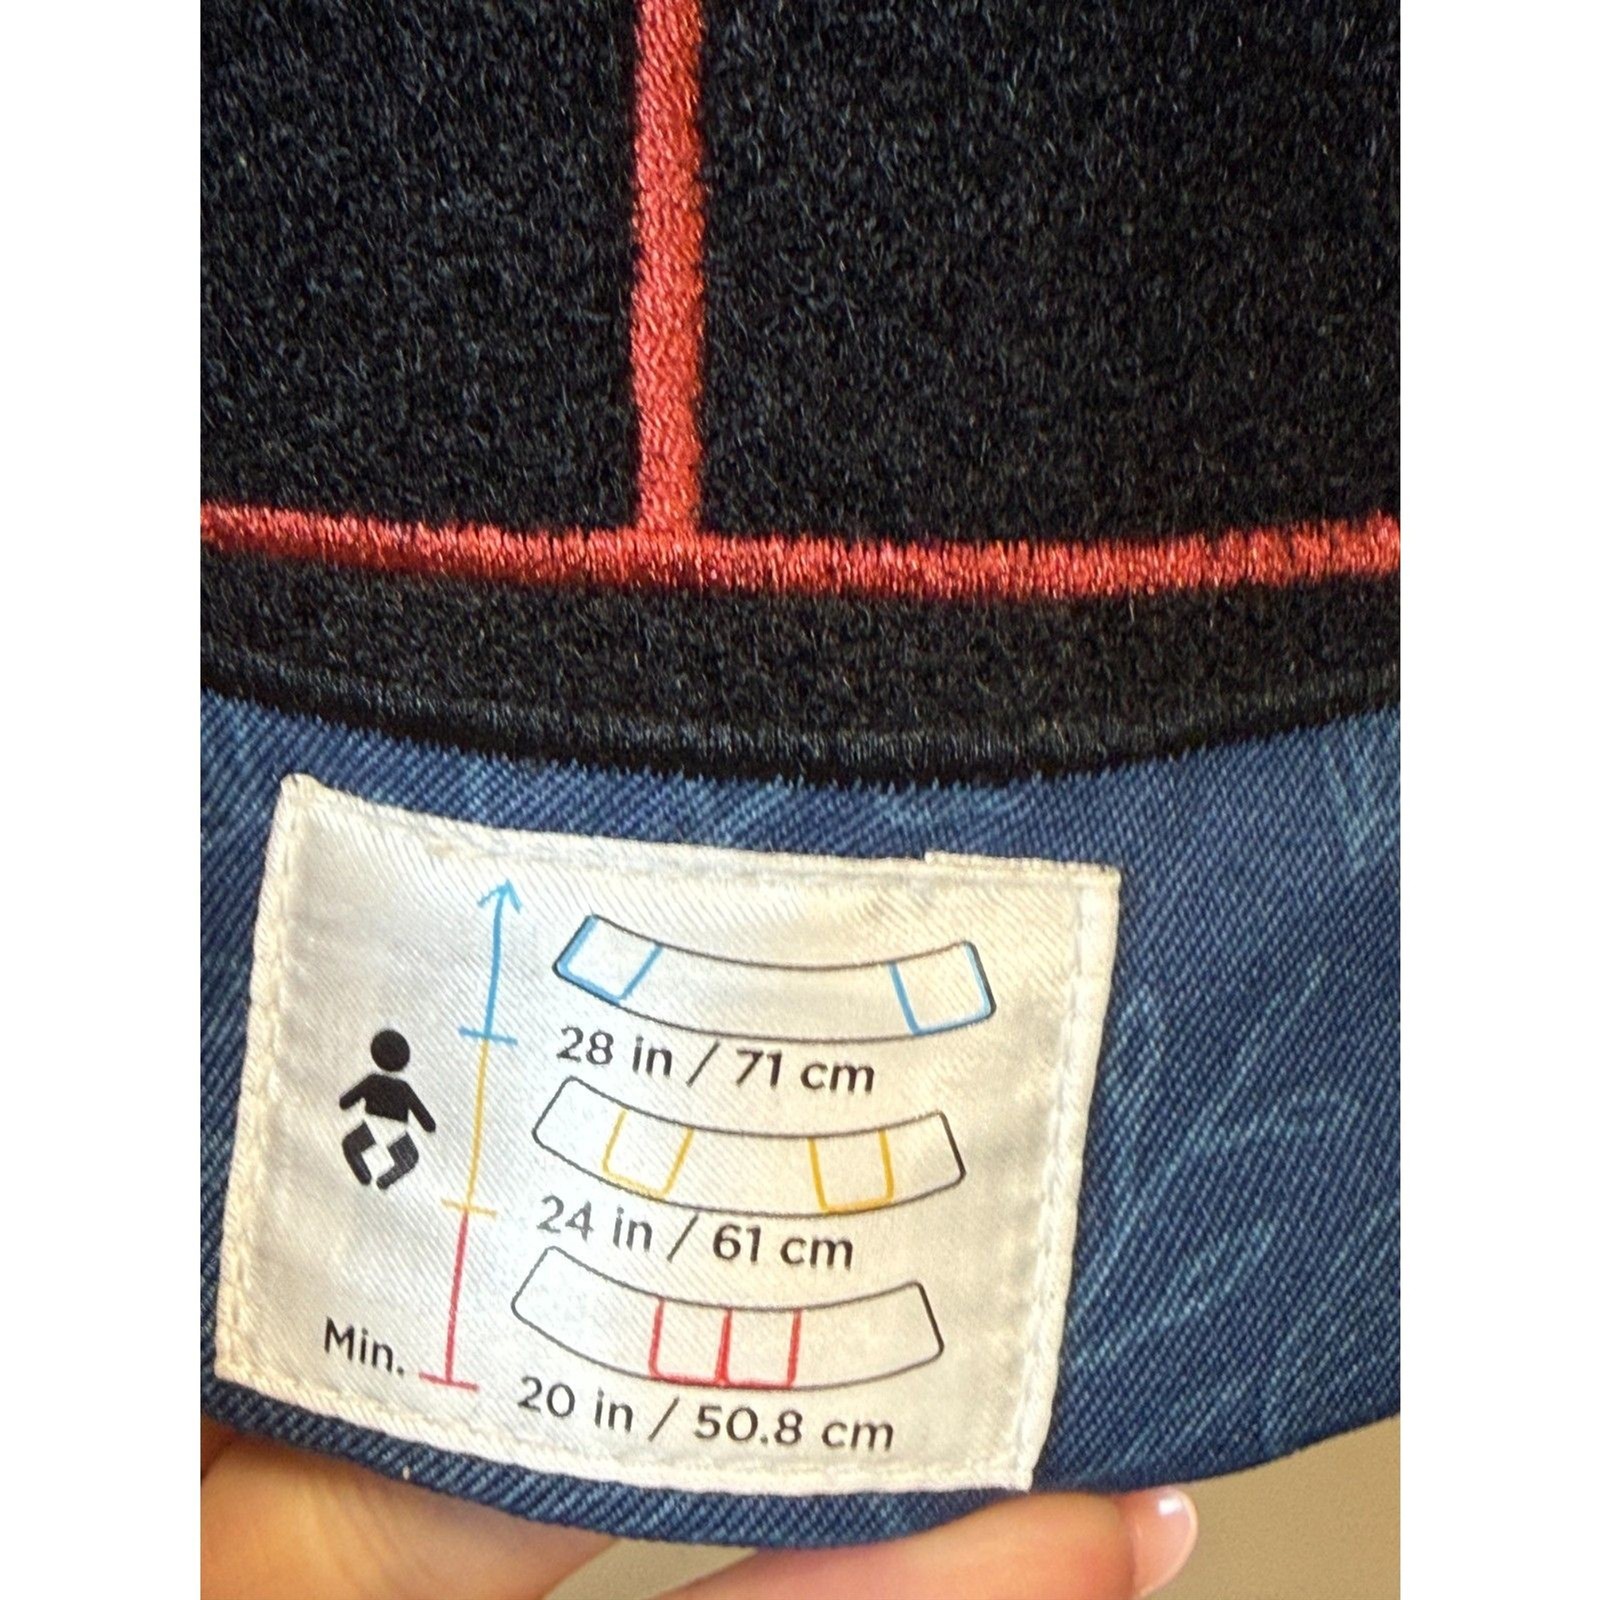 28 in / 71 cm
24 in / 61 cm
Min.
20 in / 50.8 cm